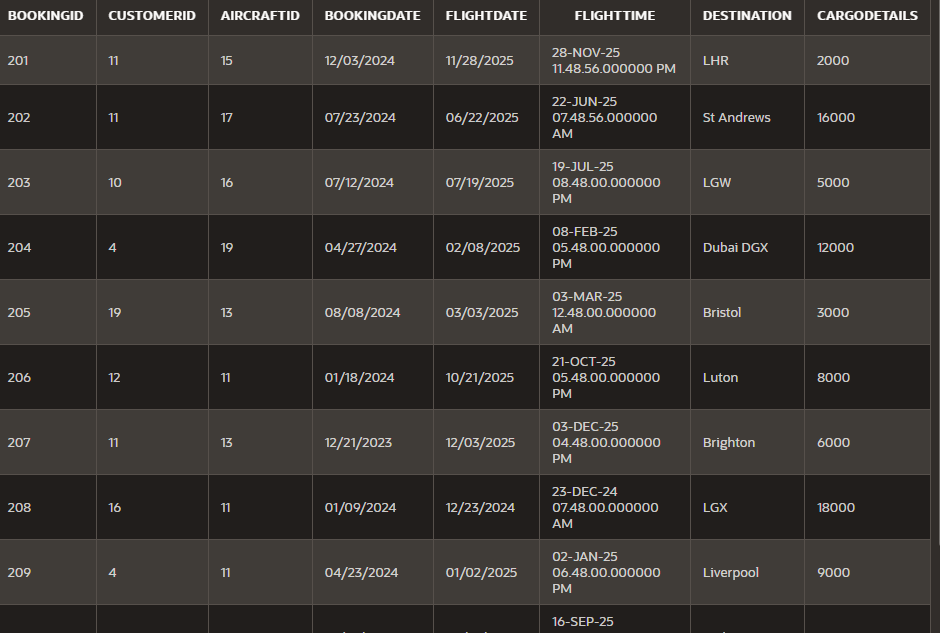 BOOKINGID CUSTOMERID AIRCRAFTID BOOKINGDATE FLIGHTDATE FLIGHTTIME DESTINATION CARGODETAILS
201 11 15 12/03/2024 11/28/2025 28-NOV-25 11.48.56.000000 PM LHR 2000
202 11 17 07/23/2024 06/22/2025 22-JUN-25 07.48.56.000000 AM St Andrews 16000
203 10 16 07/12/2024 07/19/2025 19-JUL-25 08.48.00.000000 PM LGW 5000
204 4 19 04/27/2024 02/08/2025 08-FEB-25 05.48.00.000000 PM Dubai DGX 12000
205 19 13 08/08/2024 03/03/2025 03-MAR-25 12.48.00.000000 AM Bristol 3000
206 12 11 01/18/2024 10/21/2025 21-OCT-25 05.48.00.000000 PM Luton 8000
207 11 13 12/21/2023 12/03/2025 03-DEC-25 04.48.00.000000 PM Brighton 6000
208 16 11 01/09/2024 12/23/2024 23-DEC-24 07.48.00.000000 AM LGX 18000
209 4 11 04/23/2024 01/02/2025 02-JAN-25 06.48.00.000000 PM Liverpool 9000
16-SEP-25